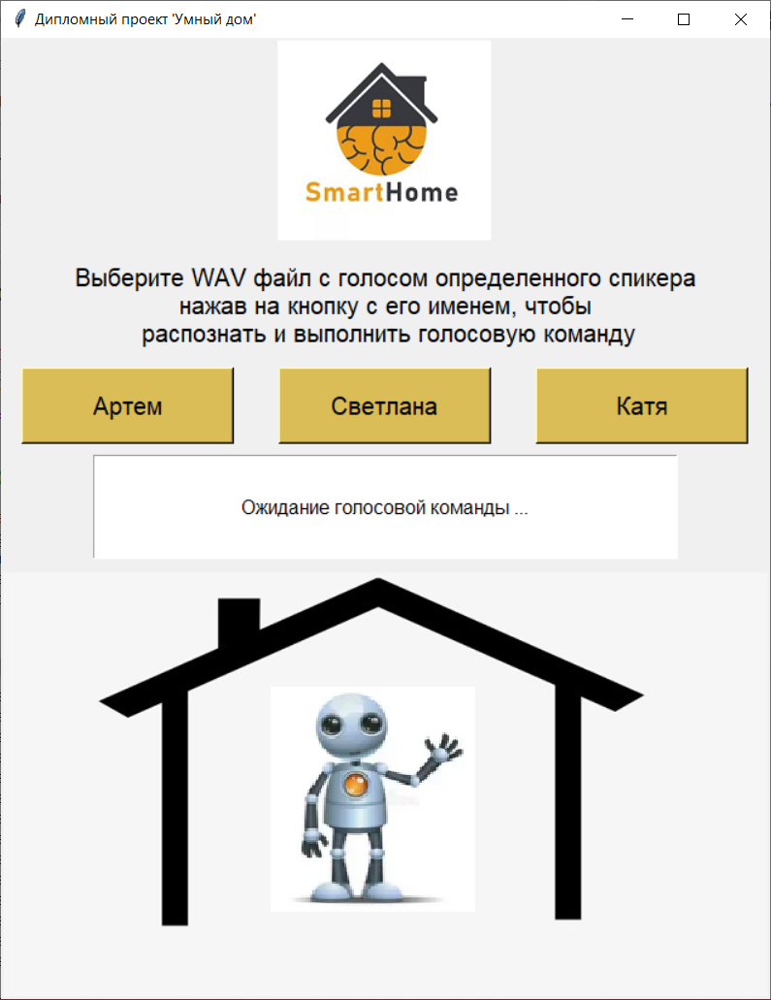 Дипломный проект 'Умный дом'
SmartHome
Выберите WAV файл с голосом определенного спикера
нажав на кнопку с его именем, чтобы
распознать и выполнить голосовую команду
Артем
Светлана
Катя
Ожидание голосовой команды ...